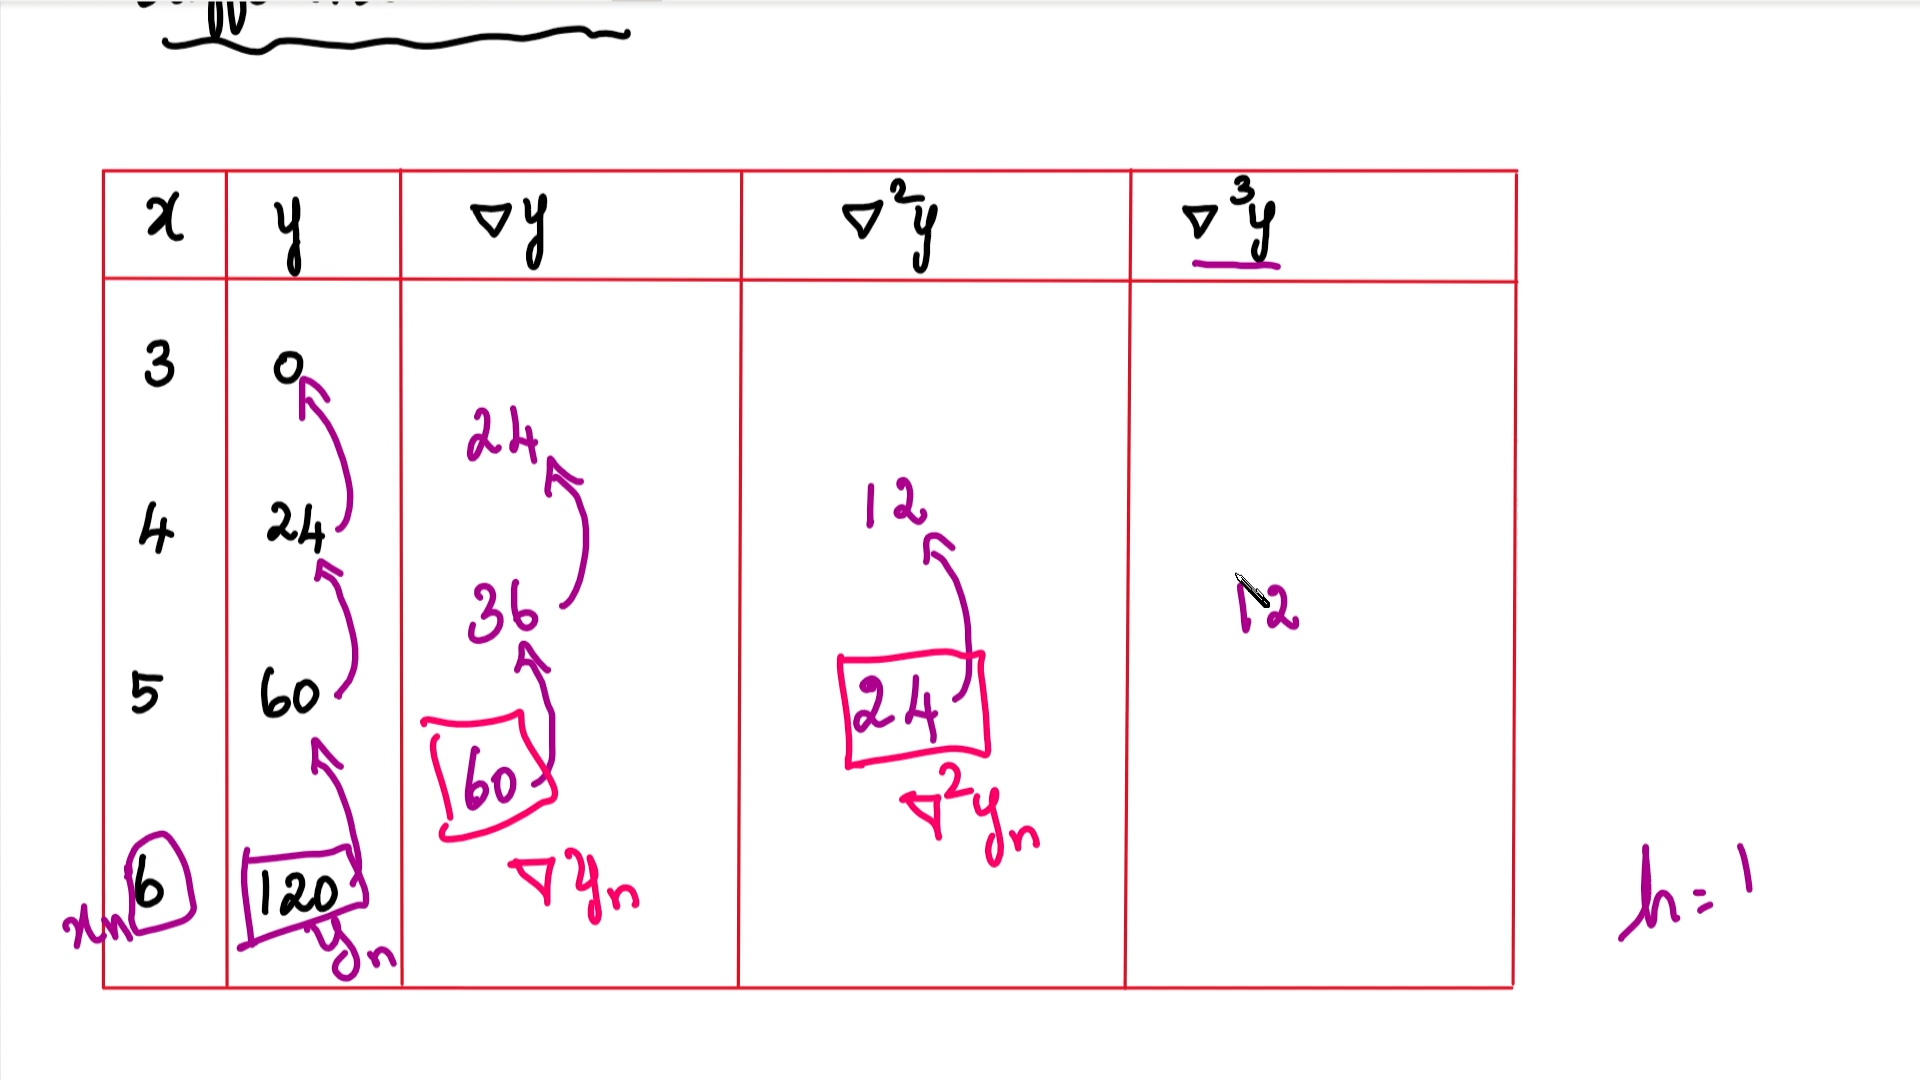 x y ∇y ∇²y ∇³y
3 0
24
12
4 24
36
12
5 60
24
60
∇²yₙ
6 120
∇yₙ
xₙ yₙ
h = 1